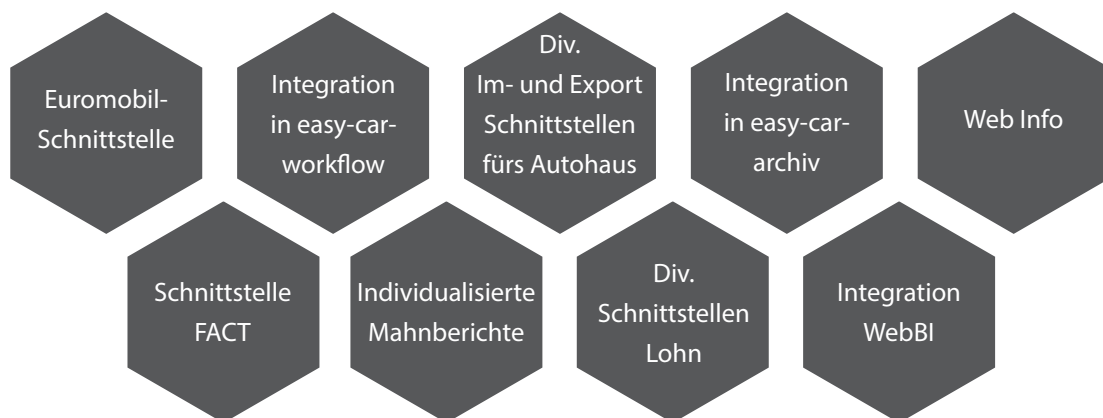 Euromobil-
Schnittstelle
Integration
in easy-car-
workflow
Div.
Im- und Export
Schnittstellen
fürs Autohaus
Integration
in easy-car-
archiv
Web Info
Schnittstelle
FACT
Individualisierte
Mahnberichte
Div.
Schnittstellen
Lohn
Integration
WebBI